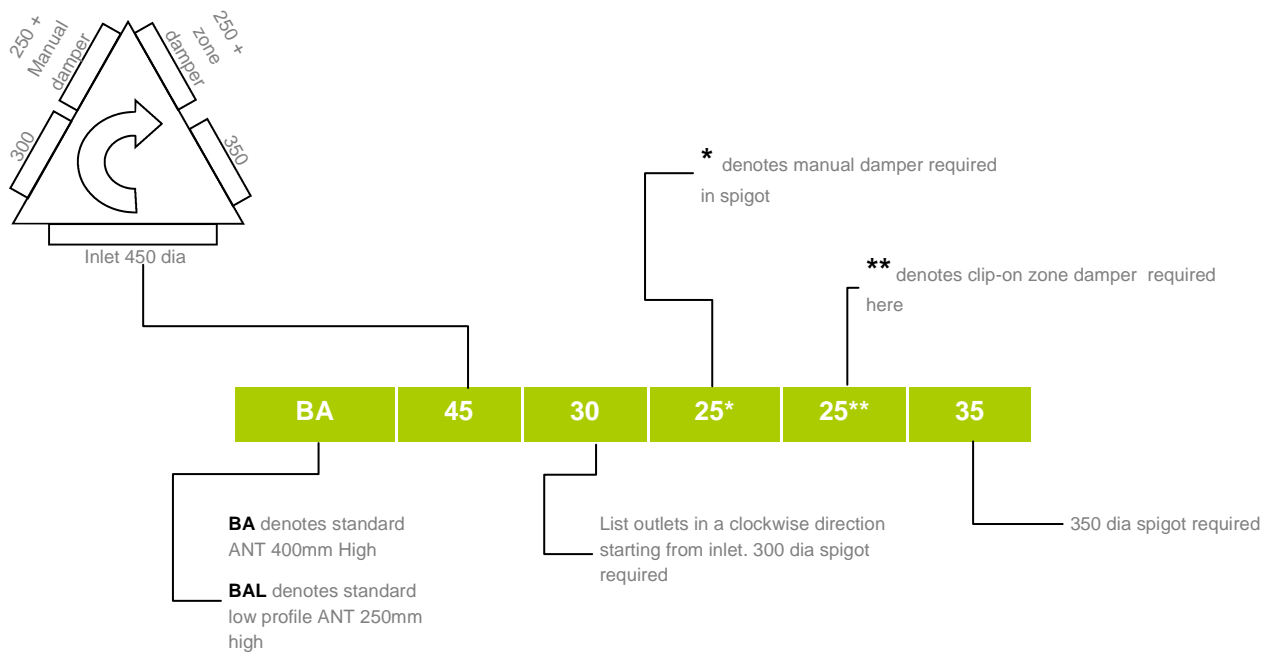 250 +
Manual
damper
250 +
zone
damper
300
350
Inlet 450 dia
* denotes manual damper required
in spigot
** denotes clip-on zone damper required
here
BA 45 30 25* 25** 35
BA denotes standard
ANT 400mm High
BAL denotes standard
low profile ANT 250mm
high
List outlets in a clockwise direction
starting from inlet. 300 dia spigot
required
350 dia spigot required